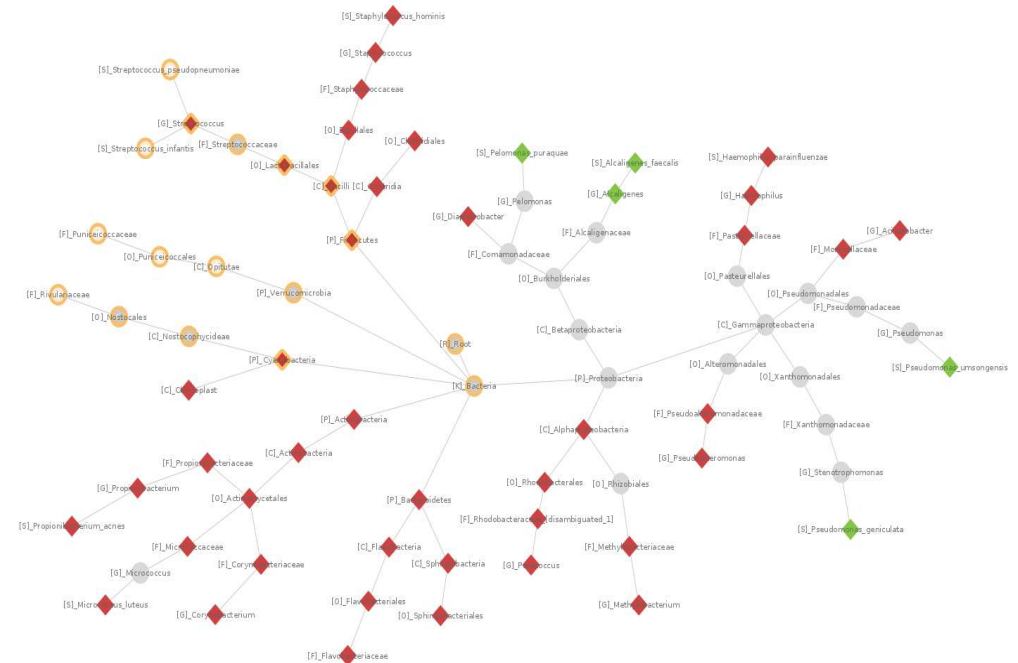 [S]_Staphylococcus_hominis
[G]_Staphylococcus
[S]_Streptococcus_pseudopneumoniae
[F]_Staphylococcaceae
[G]_Streptococcus
[O]_Bacillales
[O]_Clostridiales
[S]_Streptococcus_infantis
[F]_Streptococcaceae
[S]_Pelomonas_puraquae
[S]_Alcaligenes_faecalis
[S]_Haemophilus_parainfluenzae
[O]_Lactobacillales
[C]_Bacilli
[C]_Clostridia
[G]_Alcaligenes
[G]_Haemophilus
[G]_Pelomonas
[G]_Diaphorobacter
[F]_Puniceicoccaceae
[P]_Firmicutes
[F]_Alcaligenaceae
[F]_Pasteurellaceae
[G]_Acinetobacter
[F]_Moraxellaceae
[F]_Comamonadaceae
[O]_Puniceicoccales
[C]_Opitutae
[O]_Burkholderiales
[O]_Pasteurellales
[F]_Rivulariaceae
[P]_Verrucomicrobia
[O]_Pseudomonadales
[F]_Pseudomonadaceae
[O]_Nostocales
[C]_Gammaproteobacteria
[C]_Nostocophycideae
[C]_Betaproteobacteria
[G]_Pseudomonas
[R]_Root
[P]_Cyanobacteria
[O]_Alteromonadales
[S]_Pseudomonas_umsongensis
[P]_Proteobacteria
[O]_Xanthomonadales
[K]_Bacteria
[C]_Chloroplast
[F]_Pseudoalteromonadaceae
[P]_Actinobacteria
[F]_Xanthomonadaceae
[C]_Alphaproteobacteria
[C]_Actinobacteria
[G]_Pseudoalteromonas
[F]_Propionibacteriaceae
[G]_Stenotrophomonas
[G]_Propionibacterium
[O]_Rhodobacterales
[O]_Rhizobiales
[O]_Actinomycetales
[P]_Bacteroidetes
[S]_Propionibacterium_acnes
[F]_Rhodobacteraceae[disambiguated_1]
[S]_Pseudomonas_geniculata
[F]_Micrococcaceae
[C]_Flavobacteria
[F]_Methylobacteriaceae
[F]_Corynebacteriaceae
[C]_Sphingobacteria
[G]_Paracoccus
[G]_Micrococcus
[O]_Flavobacteriales
[S]_Micrococcus_luteus
[G]_Methylobacterium
[G]_Corynebacterium
[O]_Sphingobacteriales
[F]_Flavobacteriaceae